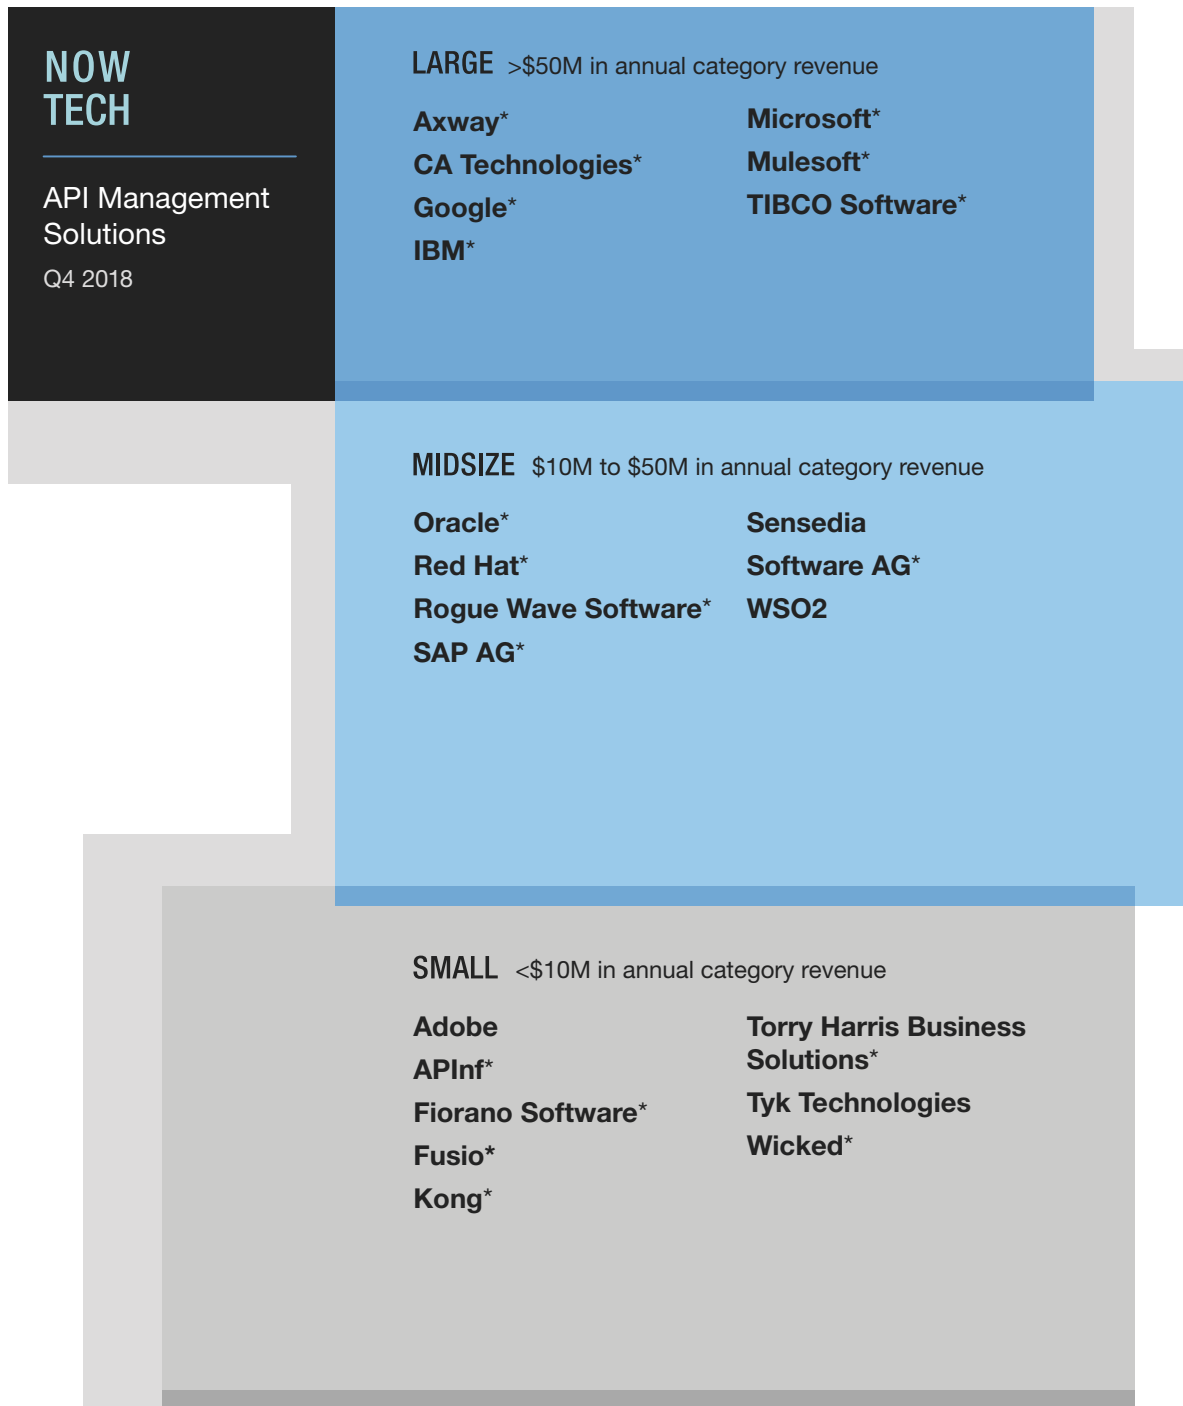 NOW
TECH
API Management
Solutions
Q4 2018
LARGE >$50M in annual category revenue
Axway*
CA Technologies*
Google*
IBM*
Microsoft*
Mulesoft*
TIBCO Software*
MIDSIZE $10M to $50M in annual category revenue
Oracle*
Red Hat*
Rogue Wave Software*
SAP AG*
Sensedia
Software AG*
WSO2
SMALL <$10M in annual category revenue
Adobe
APInf*
Fiorano Software*
Fusio*
Kong*
Torry Harris Business
Solutions*
Tyk Technologies
Wicked*